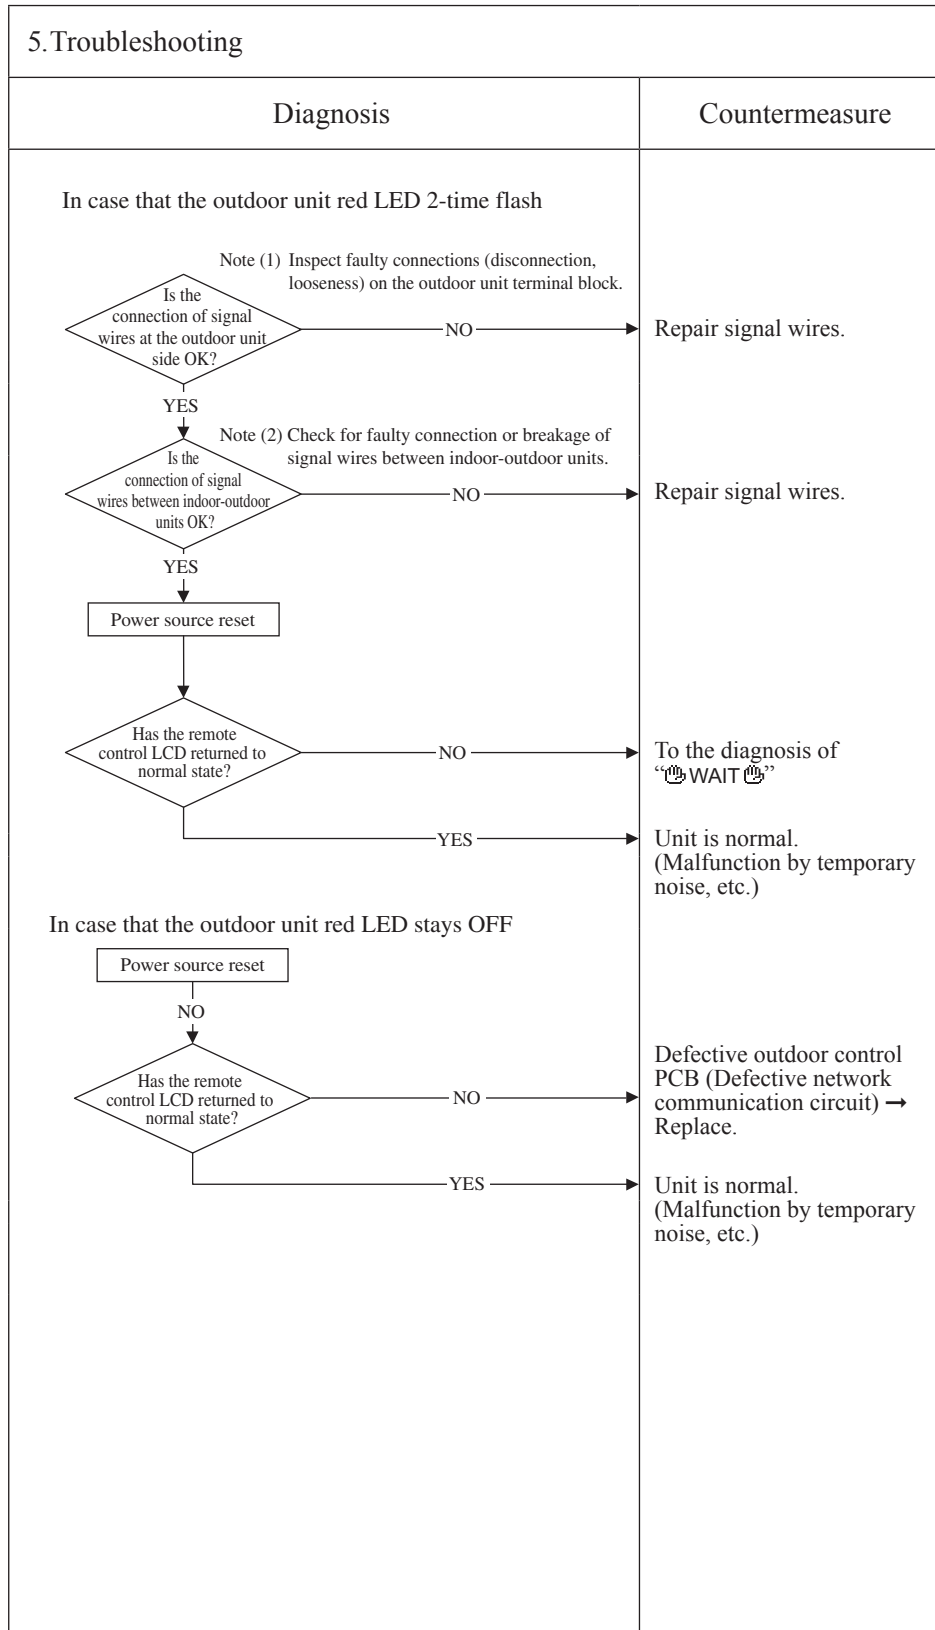 5.Troubleshooting
Diagnosis
Countermeasure
In case that the outdoor unit red LED 2-time flash
Note (1) Inspect faulty connections (disconnection,
looseness) on the outdoor unit terminal block.
Is the
connection of signal
wires at the outdoor unit
side OK?
NO
Repair signal wires.
YES
Note (2) Check for faulty connection or breakage of
signal wires between indoor-outdoor units.
Is the
connection of signal
wires between indoor-outdoor
units OK?
NO
Repair signal wires.
YES
Power source reset
Has the remote
control LCD returned to
normal state?
NO
To the diagnosis of
“WAIT”
YES
Unit is normal.
(Malfunction by temporary
noise, etc.)
In case that the outdoor unit red LED stays OFF
Power source reset
NO
Has the remote
control LCD returned to
normal state?
NO
Defective outdoor control
PCB (Defective network
communication circuit) ➞
Replace.
YES
Unit is normal.
(Malfunction by temporary
noise, etc.)